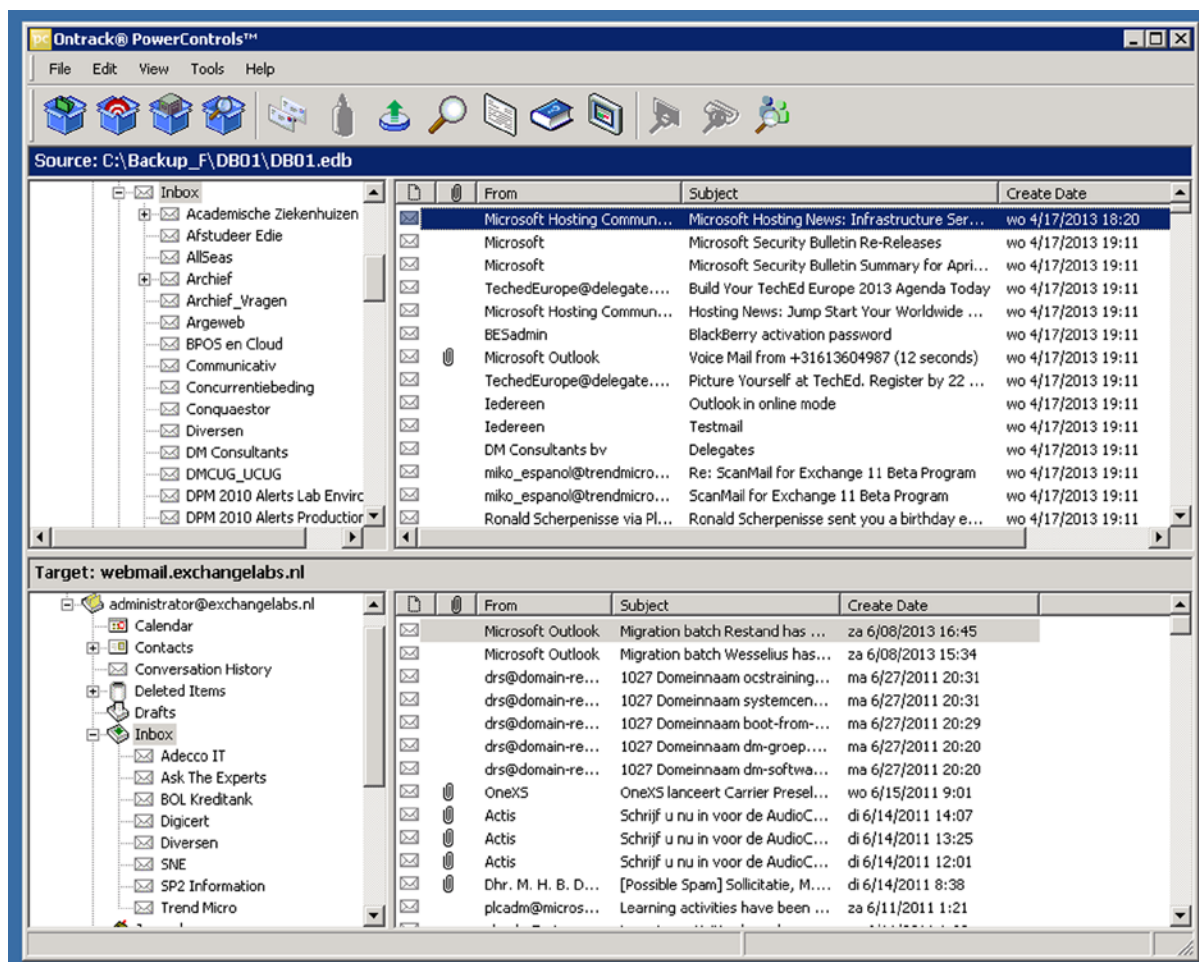 pc Ontrack® PowerControls™
File Edit View Tools Help
Source: C:\Backup_F\DB01\DB01.edb
Inbox
Academische Ziekenhuizen
Afstudeer Edie
AllSeas
Archief
Archief_Vragen
Argeweb
BPOS en Cloud
Communicativ
Concurrentiebeding
Conquaestor
Diversen
DM Consultants
DMCUG_UCUG
DPM 2010 Alerts Lab Envirc
DPM 2010 Alerts Production
From Subject Create Date
Microsoft Hosting Commun... Microsoft Hosting News: Infrastructure Ser... wo 4/17/2013 18:20
Microsoft Microsoft Security Bulletin Re-Releases wo 4/17/2013 19:11
Microsoft Microsoft Security Bulletin Summary for Apri... wo 4/17/2013 19:11
TechedEurope@delegate.... Build Your TechEd Europe 2013 Agenda Today wo 4/17/2013 19:11
Microsoft Hosting Commun... Hosting News: Jump Start Your Worldwide ... wo 4/17/2013 19:11
BESadmin BlackBerry activation password wo 4/17/2013 19:11
Microsoft Outlook Voice Mail from +31613604987 (12 seconds) wo 4/17/2013 19:11
TechedEurope@delegate.... Picture Yourself at TechEd. Register by 22 ... wo 4/17/2013 19:11
Iedereen Outlook in online mode wo 4/17/2013 19:11
Iedereen Testmail wo 4/17/2013 19:11
DM Consultants bv Delegates wo 4/17/2013 19:11
miko_espanol@trendmicro... Re: ScanMail for Exchange 11 Beta Program wo 4/17/2013 19:11
miko_espanol@trendmicro... ScanMail for Exchange 11 Beta Program wo 4/17/2013 19:11
Ronald Scherpenisse via Pl... Ronald Scherpenisse sent you a birthday e... wo 4/17/2013 19:11
Target: webmail.exchangelabs.nl
administrator@exchangelabs.nl
Calendar
Contacts
Conversation History
Deleted Items
Drafts
Inbox
Adecco IT
Ask The Experts
BOL Kreditank
Digicert
Diversen
SNE
SP2 Information
Trend Micro
From Subject Create Date
Microsoft Outlook Migration batch Restand has ... za 6/08/2013 16:45
Microsoft Outlook Migration batch Wesselius has... za 6/08/2013 15:34
drs@domain-re... 1027 Domeinnaam ocstraining... ma 6/27/2011 20:31
drs@domain-re... 1027 Domeinnaam systemcen... ma 6/27/2011 20:31
drs@domain-re... 1027 Domeinnaam boot-from-... ma 6/27/2011 20:29
drs@domain-re... 1027 Domeinnaam dm-groep.... ma 6/27/2011 20:20
drs@domain-re... 1027 Domeinnaam dm-softwa... ma 6/27/2011 20:20
OneXS OneXS lanceert Carrier Presel... wo 6/15/2011 9:01
Actis Schrijf u nu in voor de AudioC... di 6/14/2011 14:07
Actis Schrijf u nu in voor de AudioC... di 6/14/2011 13:25
Actis Schrijf u nu in voor de AudioC... di 6/14/2011 12:01
Dhr. M. H. B. D... [Possible Spam] Sollicitatie, M.... di 6/14/2011 8:38
plcadm@micros... Learning activities have been ... za 6/11/2011 1:21